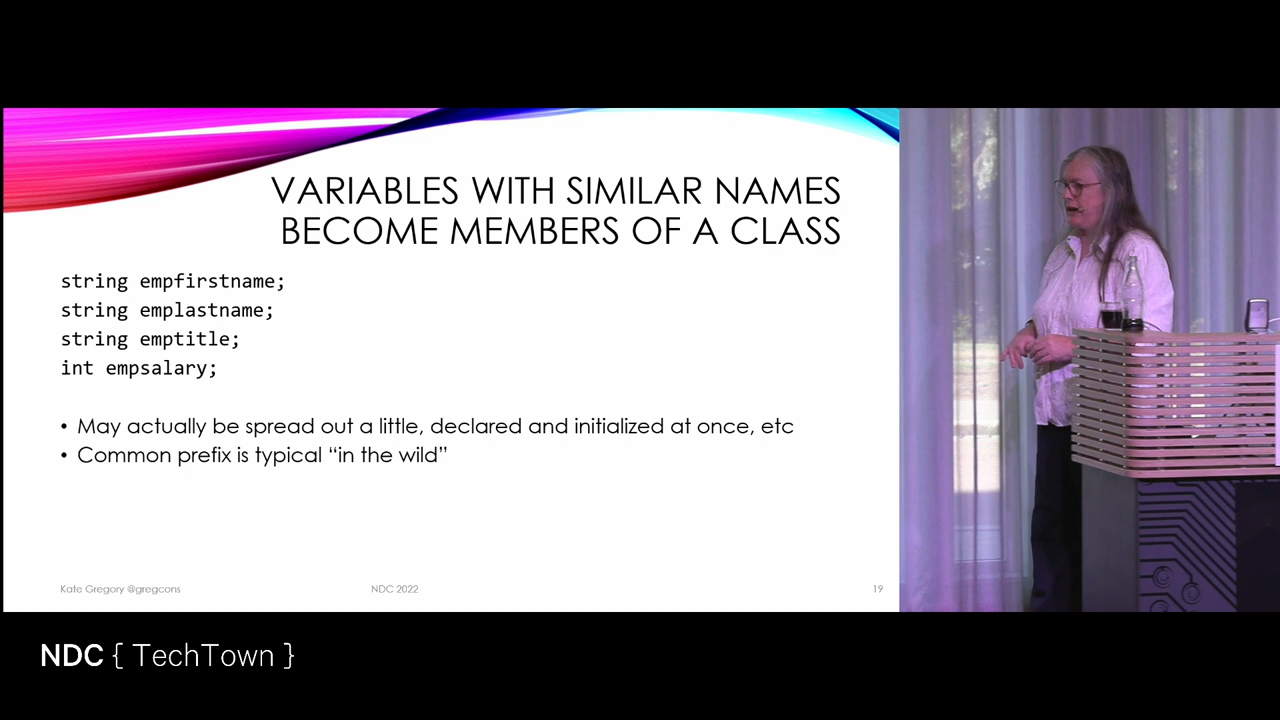 VARIABLES WITH SIMILAR NAMES
BECOME MEMBERS OF A CLASS
string empfirstname;
string emplastname;
string emptitle;
int empsalary;
• May actually be spread out a little, declared and initialized at once, etc
• Common prefix is typical “in the wild”
Kate Gregory @gregcons
NDC 2022
19
NDC { TechTown }